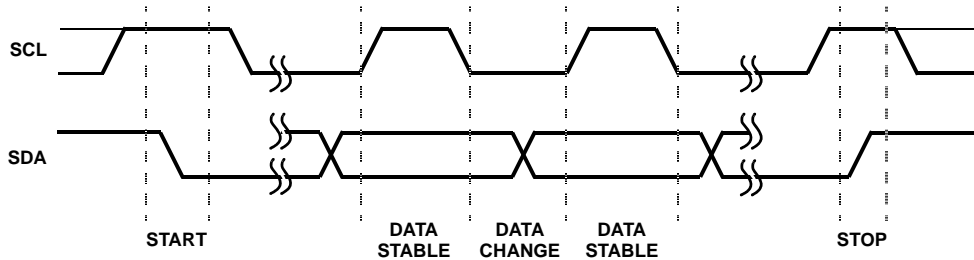 SCL
SDA
START
DATA STABLE
DATA CHANGE
DATA STABLE
STOP